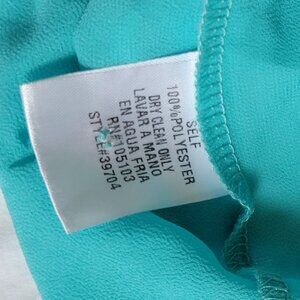 SELF
100%POLYESTER
DRY CLEAN ONLY
LAVAR A MANO
EN AGUA FRIA
RN#105103
STYLE#39704